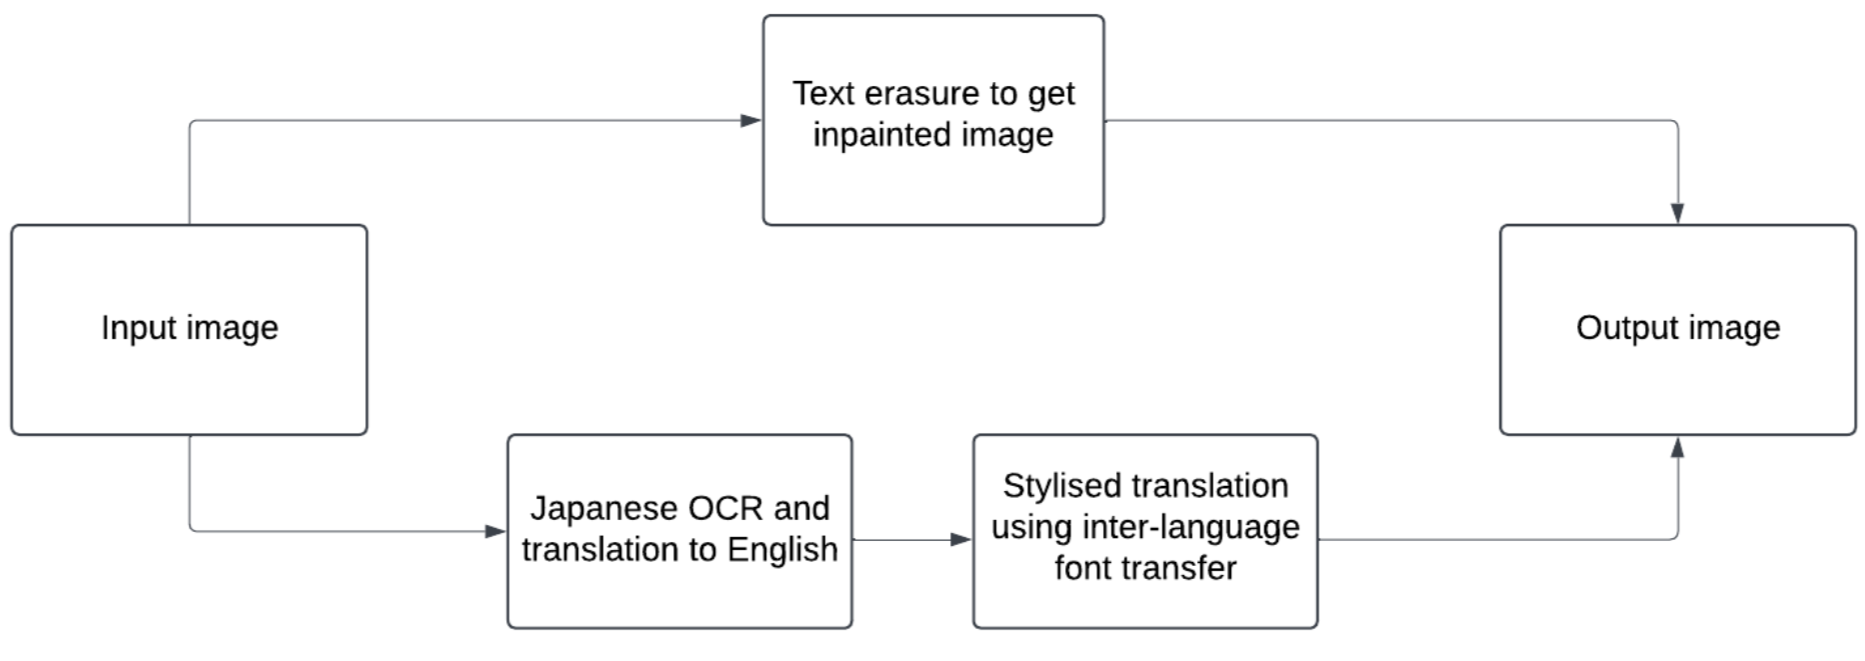 Text erasure to get
inpainted image
Input image
Output image
Japanese OCR and
translation to English
Stylised translation
using inter-language
font transfer